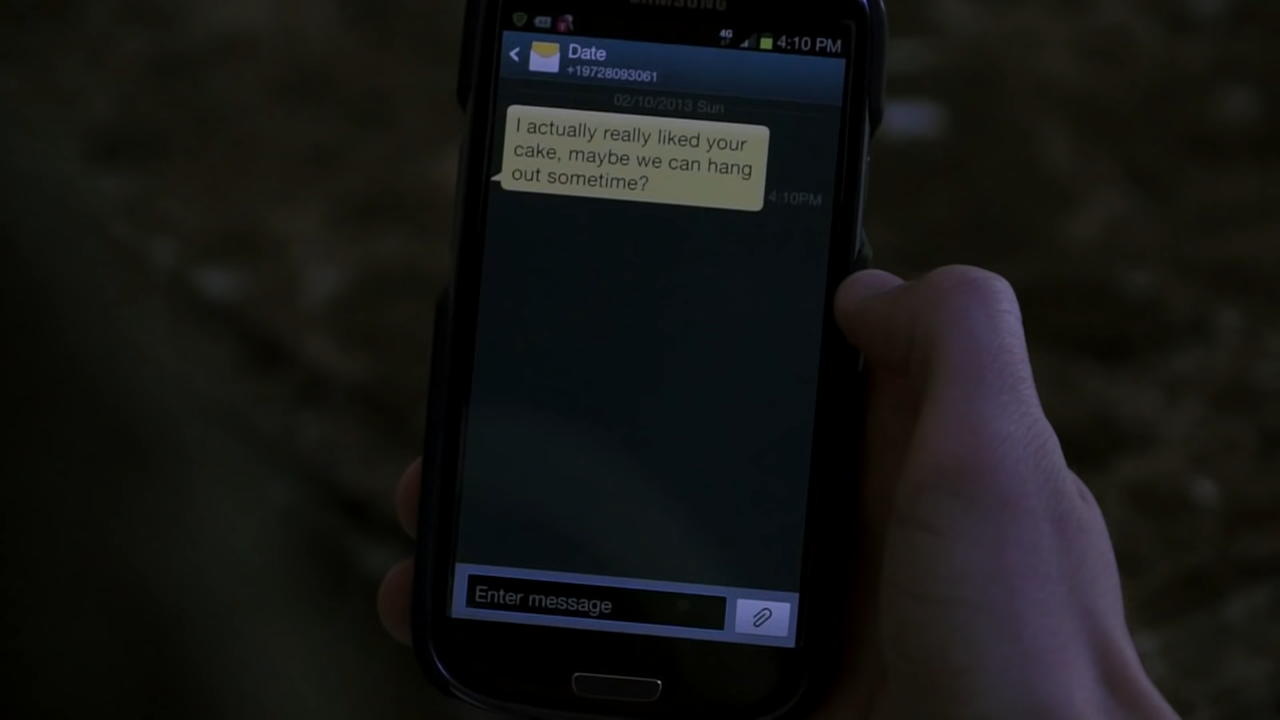 SAMSUNG
4G 4:10 PM
Date
+19728093061
02/10/2013 Sun
I actually really liked your
cake, maybe we can hang
out sometime?
4:10PM
Enter message